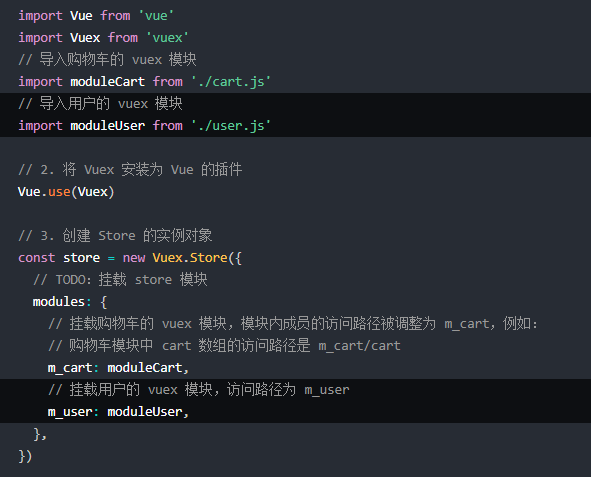 import Vue from 'vue'
import Vuex from 'vuex'
// 导入购物车的 vuex 模块
import moduleCart from './cart.js'
// 导入用户的 vuex 模块
import moduleUser from './user.js'
// 2. 将 Vuex 安装为 Vue 的插件
Vue.use(Vuex)
// 3. 创建 Store 的实例对象
const store = new Vuex.Store({
// TODO：挂载 store 模块
modules: {
// 挂载购物车的 vuex 模块，模块内成员的访问路径被调整为 m_cart，例如：
// 购物车模块中 cart 数组的访问路径是 m_cart/cart
m_cart: moduleCart,
// 挂载用户的 vuex 模块，访问路径为 m_user
m_user: moduleUser,
},
})